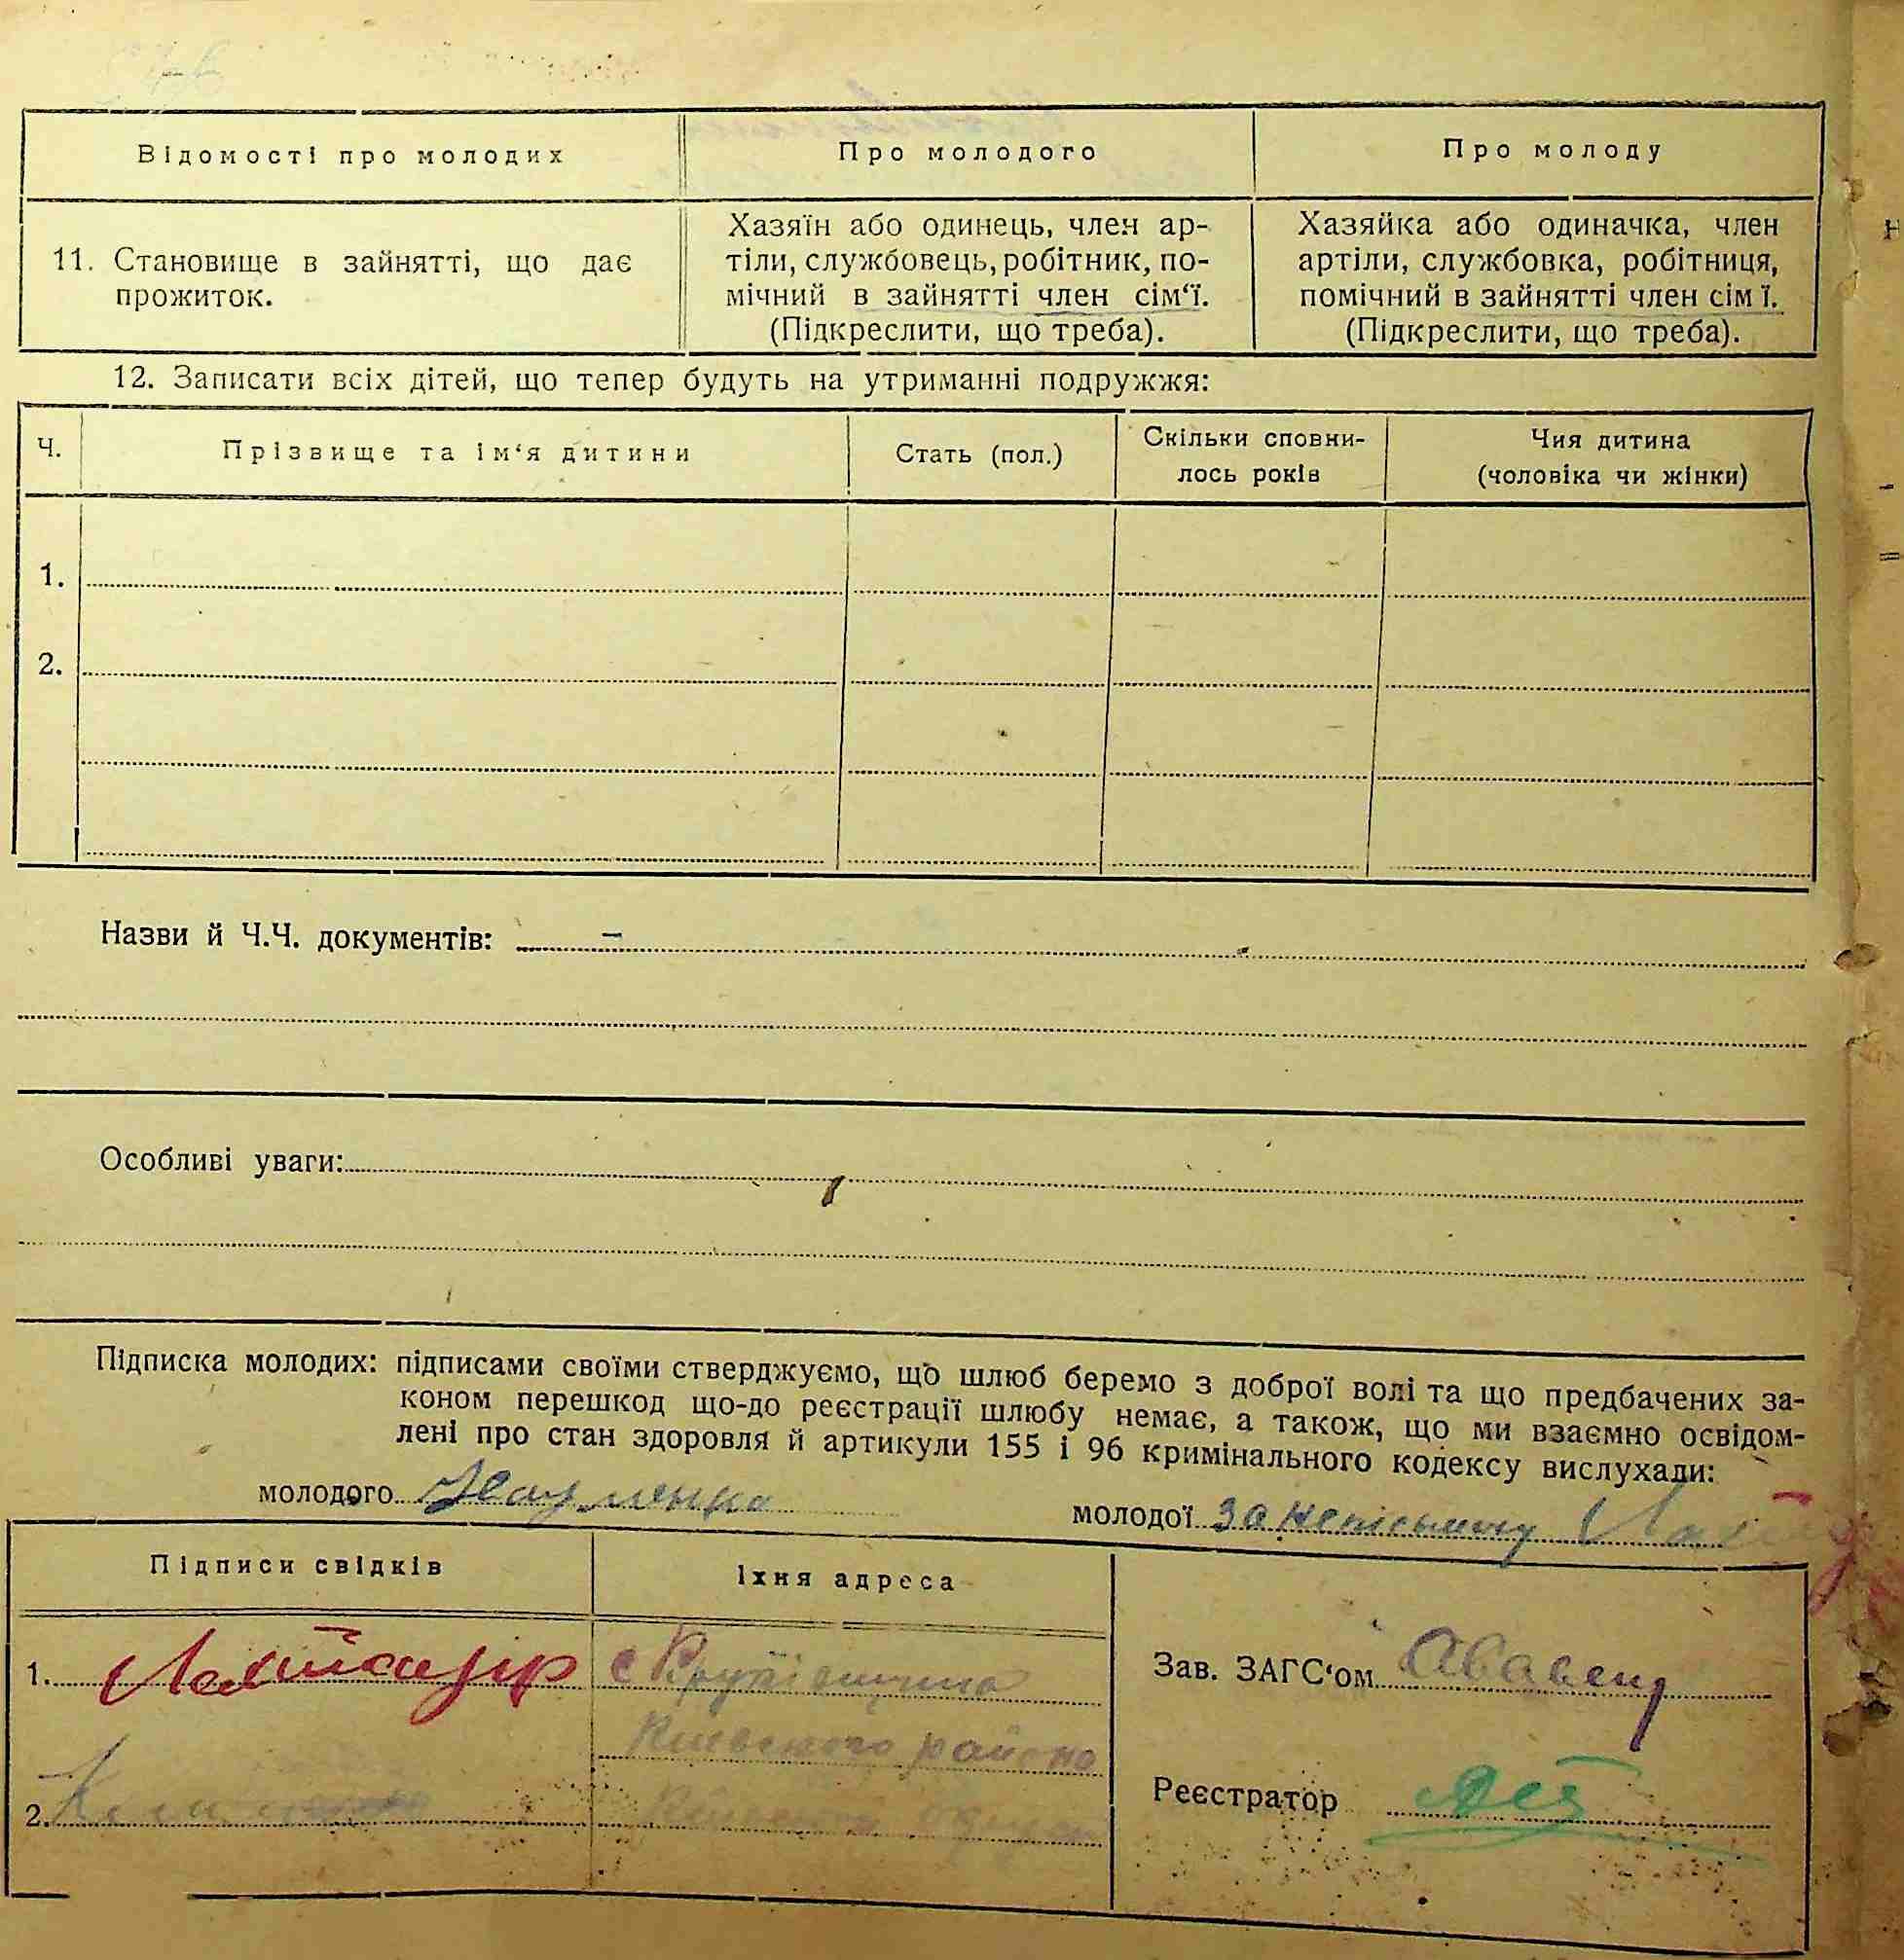 Відомості про молодих
Про молодого
Про молоду
11. Становище в зайнятті, що дає
прожиток.
Хазяїн або одинець, член ар-
тіли, службовець, робітник, по-
мічний в зайнятті член сім‘ї.
(Підкреслити, що треба).
Хазяйка або одиначка, член
артіли, службовка, робітниця,
помічний в зайнятті член сім ї.
(Підкреслити, що треба).
12. Записати всіх дітей, що тепер будуть на утриманні подружжя:
Ч.
Прізвище та ім‘я дитини
Стать (пол.)
Скільки сповни-
лось років
Чия дитина
(чоловіка чи жінки)
1.
2.
Назви й Ч.Ч. документів: –
Особливі уваги:
Підписка молодих: підписами своїми стверджуємо, що шлюб беремо з доброї волі та що предбачених за-
коном перешкод що-до реєстрації шлюбу немає, а також, що ми взаємно освідом-
лені про стан здоровля й артикули 155 і 96 кримінального кодексу вислухали:
молодого Науменко
молодої за неписьмену
Підписи свідків
Їхня адреса
1.
с
района
2.
Зав. ЗАГС‘ом
Реєстратор